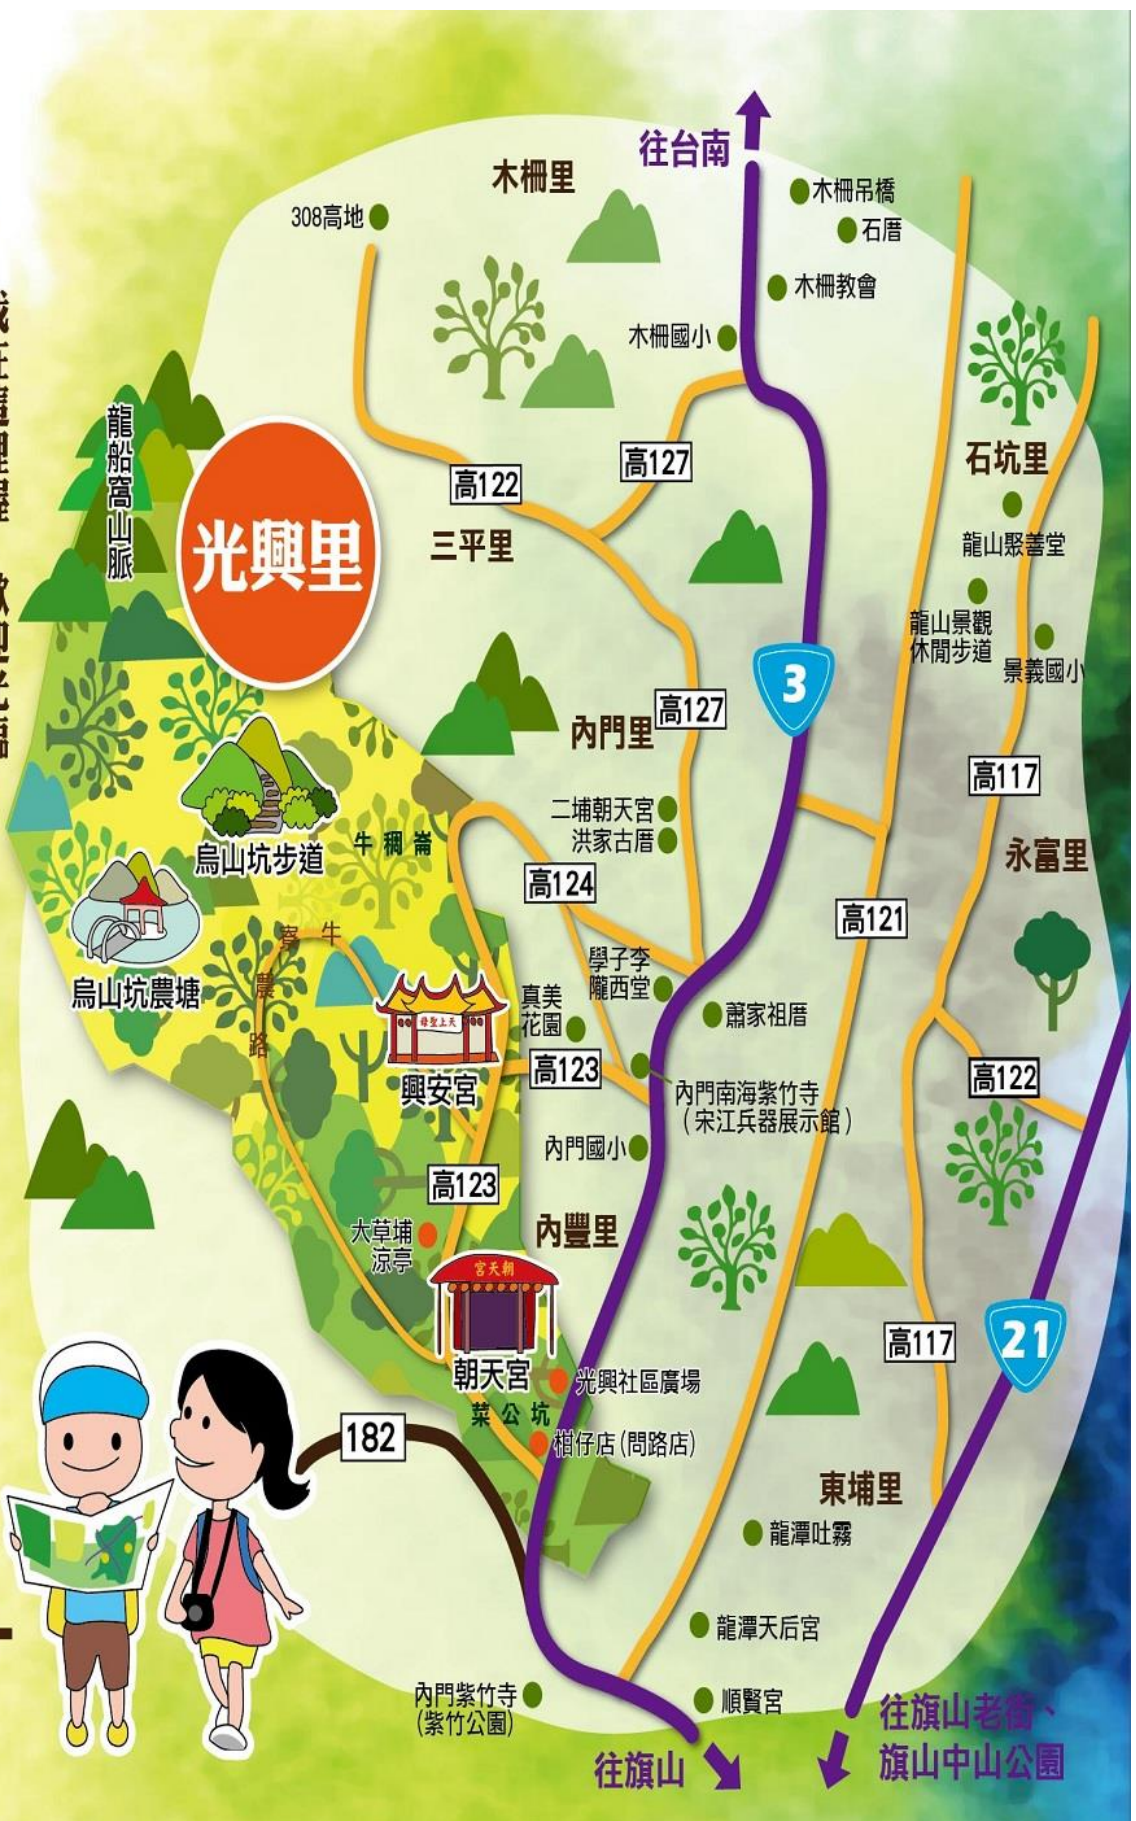 往台南
木柵里
木柵吊橋
308高地
石厝
木柵教會
木柵國小
龍船窩山脈
光興里
高127
石坑里
高122
三平里
龍山聚善堂
龍山景觀
休閒步道
景義國小
3
高127
內門里
高117
二埔朝天宮
洪家古厝
烏山坑步道
牛稠崙
永富里
高124
高121
牛寮農路
學子李
隴西堂
烏山坑農塘
真美
花園
蕭家祖厝
天上聖母
興安宮
高123
高122
內門南海紫竹寺
(宋江兵器展示館)
內門國小
高123
大草埔
涼亭
內豐里
朝天宮
朝天宮
光興社區廣場
高117
21
菜公坑
柑仔店(問路店)
182
東埔里
龍潭吐霧
龍潭天后宮
內門紫竹寺
(紫竹公園)
順賢宮
往旗山
往旗山老街、
旗山中山公園